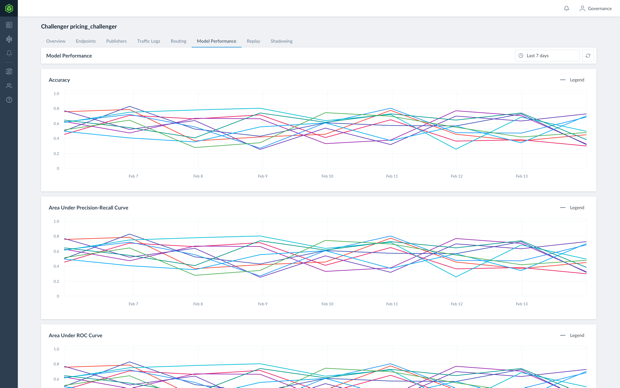 Governance
Challenger pricing_challenger
Overview Endpoints Publishers Traffic Logs Routing Model Performance Replay Shadowing
Model Performance Last 7 days
Accuracy Legend
1.0
0.8
0.6
0.4
0.2
0
Feb 7 Feb 8 Feb 9 Feb 10 Feb 11 Feb 12 Feb 13
Area Under Precision-Recall Curve Legend
1.0
0.8
0.6
0.4
0.2
0
Feb 7 Feb 8 Feb 9 Feb 10 Feb 11 Feb 12 Feb 13
Area Under ROC Curve Legend
1.0
0.8
0.6